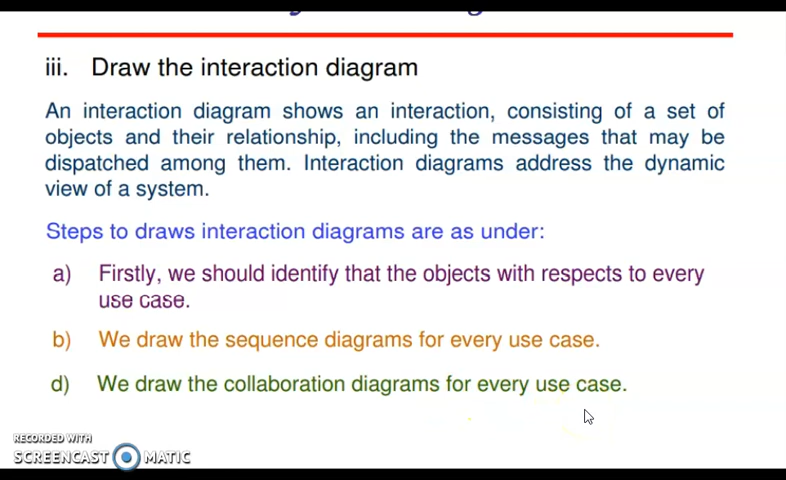 iii. Draw the interaction diagram
An interaction diagram shows an interaction, consisting of a set of
objects and their relationship, including the messages that may be
dispatched among them. Interaction diagrams address the dynamic
view of a system.
Steps to draws interaction diagrams are as under:
a) Firstly, we should identify that the objects with respects to every
use case.
b) We draw the sequence diagrams for every use case.
d) We draw the collaboration diagrams for every use case.
RECORDED WITH
SCREENCAST MATIC